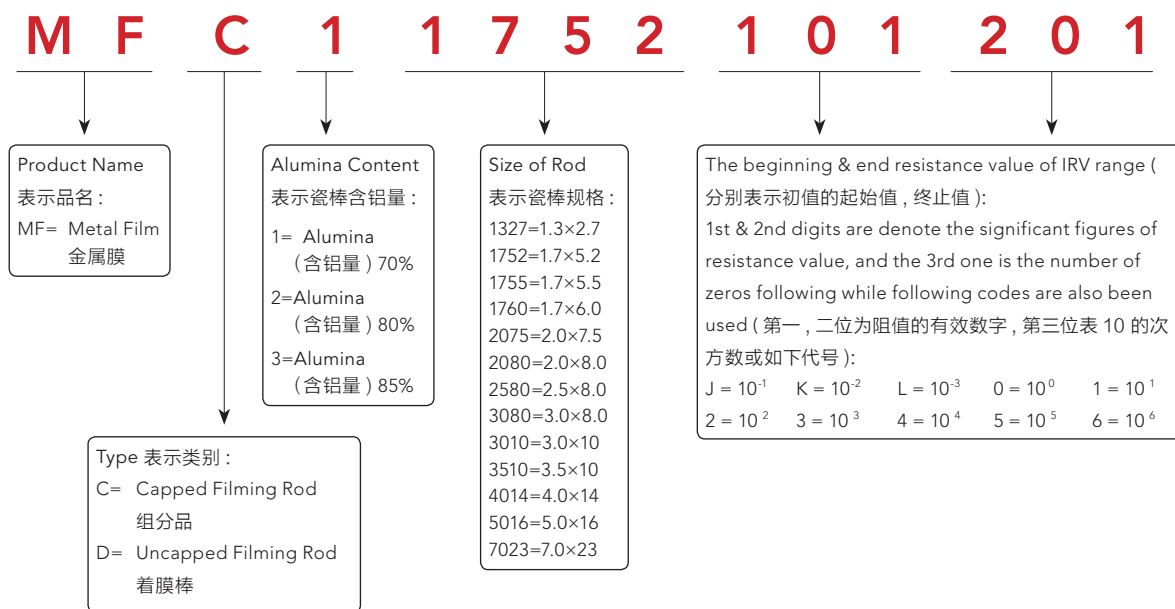 M F C 1 1 7 5 2 1 0 1 2 0 1
Product Name
表示品名 :
MF= Metal Film
金属膜
Type 表示类别 :
C= Capped Filming Rod
组分品
D= Uncapped Filming Rod
着膜棒
Alumina Content
表示瓷棒含铝量 :
1= Alumina
(含铝量 ) 70%
2=Alumina
(含铝量 ) 80%
3=Alumina
(含铝量 ) 85%
Size of Rod
表示瓷棒规格 :
1327=1.3×2.7
1752=1.7×5.2
1755=1.7×5.5
1760=1.7×6.0
2075=2.0×7.5
2080=2.0×8.0
2580=2.5×8.0
3080=3.0×8.0
3010=3.0×10
3510=3.5×10
4014=4.0×14
5016=5.0×16
7023=7.0×23
The beginning & end resistance value of IRV range (
分别表示初值的起始值 , 终止值 ):
1st & 2nd digits are denote the significant figures of
resistance value, and the 3rd one is the number of
zeros following while following codes are also been
used ( 第一 , 二位为阻值的有效数字 , 第三位表 10 的次
方数或如下代号 ):
J = 10⁻¹ K = 10⁻² L = 10⁻³ 0 = 10⁰ 1 = 10¹
2 = 10² 3 = 10³ 4 = 10⁴ 5 = 10⁵ 6 = 10⁶